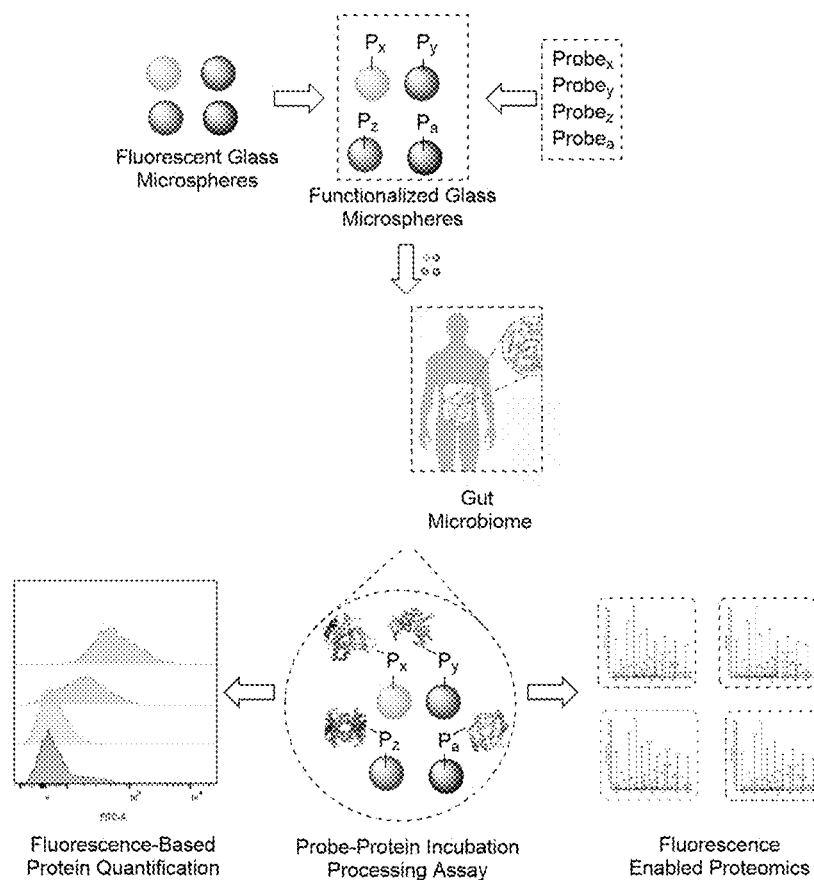 Fluorescent Glass
Microspheres
Px
Py
Pz
Pa
Functionalized Glass
Microspheres
Probex
Probey
Probez
Probea
Gut
Microbiome
Fluorescence-Based
Protein Quantification
Px
Py
Pz
Pa
Probe-Protein Incubation
Processing Assay
Fluorescence
Enabled Proteomics